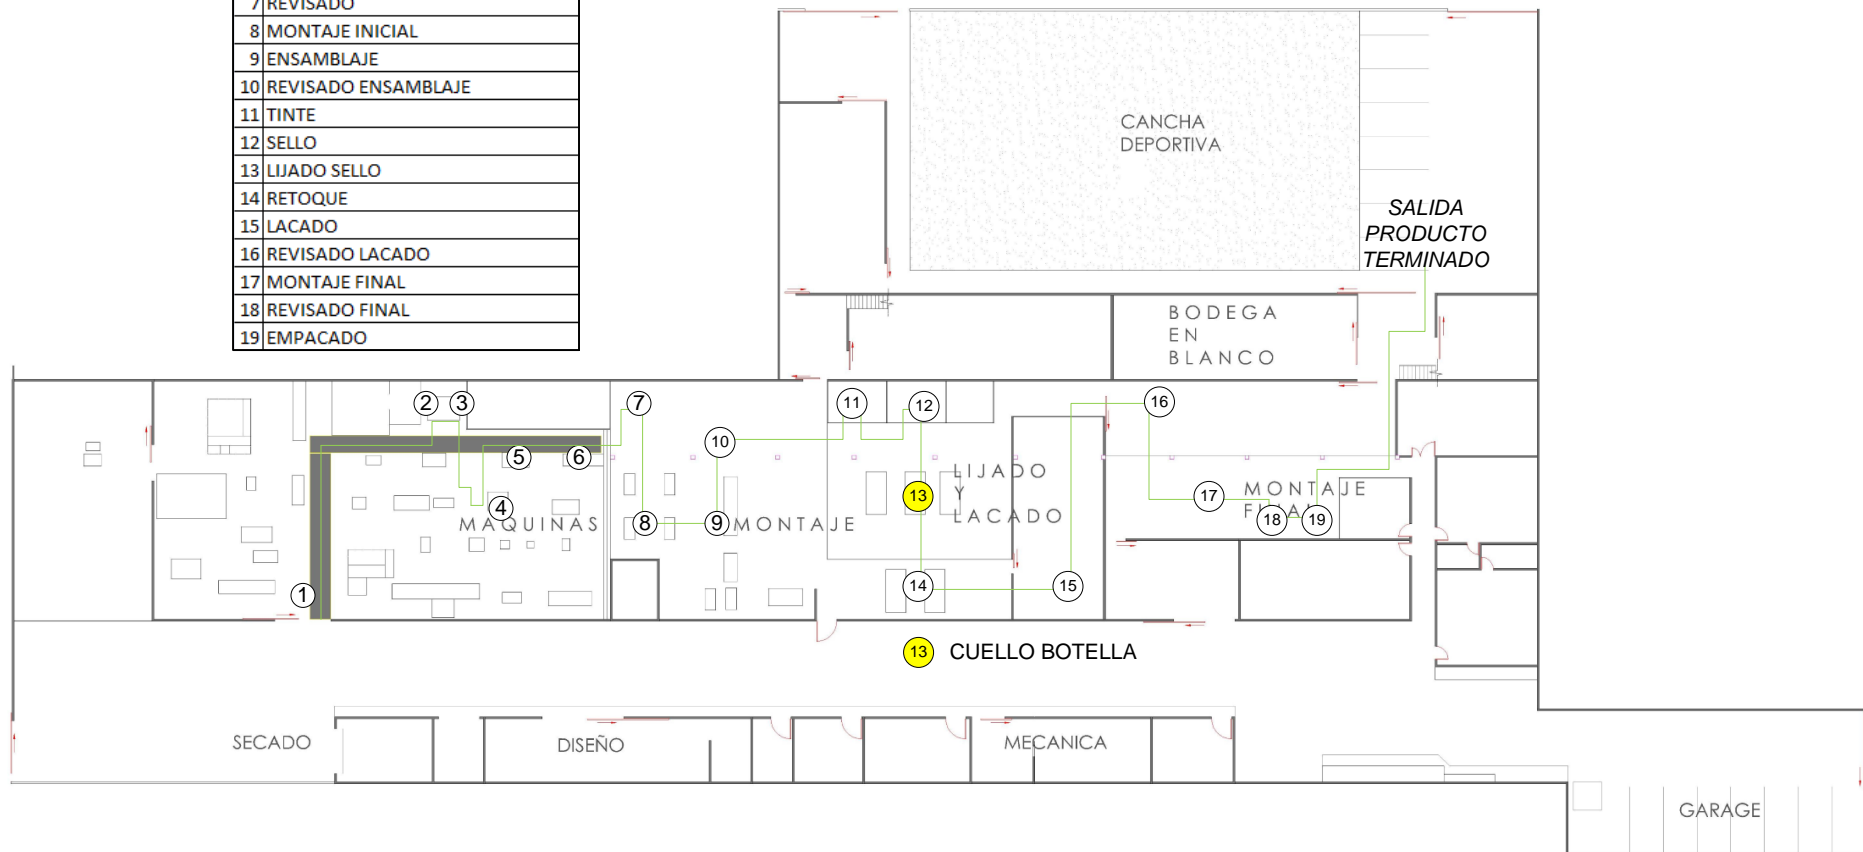 7 REVISADO
8 MONTAJE INICIAL
9 ENSAMBLAJE
10 REVISADO ENSAMBLAJE
11 TINTE
12 SELLO
13 LIJADO SELLO
14 RETOQUE
15 LACADO
16 REVISADO LACADO
17 MONTAJE FINAL
18 REVISADO FINAL
19 EMPACADO
CANCHA
DEPORTIVA
SALIDA
PRODUCTO
TERMINADO
BODEGA
EN
BLANCO
2
3
7
11
12
16
10
5
6
4
MAQUINAS
8
9
MONTAJE
13
LIJADO
Y
LACADO
17
MONTAJE
FINAL
18
19
1
14
15
13 CUELLO BOTELLA
SECADO
DISEÑO
MECANICA
GARAGE